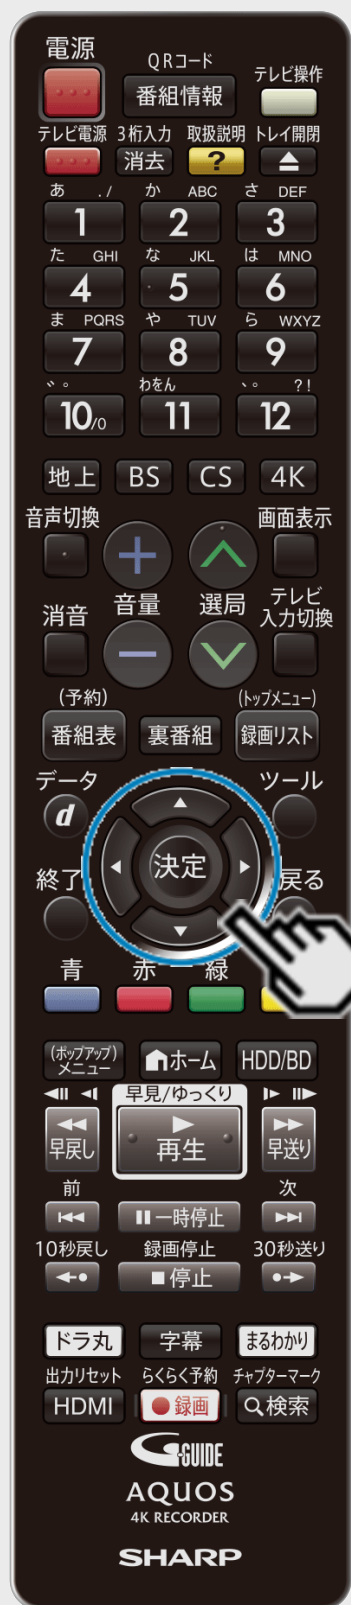 電源
QRコード
番組情報
テレビ操作
テレビ電源 3桁入力 取扱説明 トレイ開閉
消去 ?
あ ./ か ABC さ DEF
1 2 3
た GHI な JKL は MNO
4 5 6
ま PQRS や TUV ら WXYZ
7 8 9
゛゜ わをん 、。 ?!
10/0 11 12
地上 BS CS 4K
音声切換 画面表示
+
消音 音量 選局 テレビ入力切換
−
(予約) (トップメニュー)
番組表 裏番組 録画リスト
データ ツール
d
決定
終了 戻る
青 赤 緑
(ポップアップ)
メニュー ホーム HDD/BD
早見/ゆっくり
早戻し 再生 早送り
前 次
一時停止
10秒戻し 録画停止 30秒送り
停止
ドラ丸 字幕 まるわかり
出力リセット らくらく予約 チャプターマーク
HDMI 録画 検索
G-GUIDE
AQUOS
4K RECORDER
SHARP